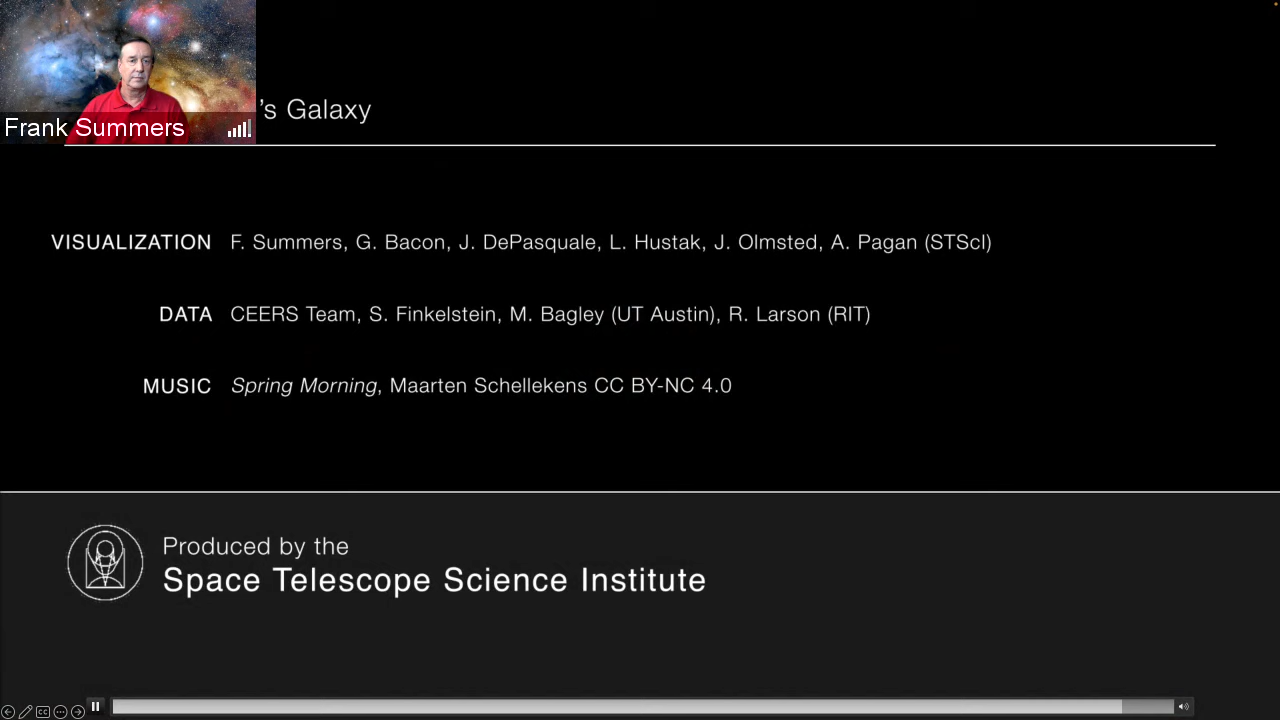 Frank Summers
's Galaxy
VISUALIZATION F. Summers, G. Bacon, J. DePasquale, L. Hustak, J. Olmsted, A. Pagan (STScI)
DATA CEERS Team, S. Finkelstein, M. Bagley (UT Austin), R. Larson (RIT)
MUSIC Spring Morning, Maarten Schellekens CC BY-NC 4.0
Produced by the
Space Telescope Science Institute
CC